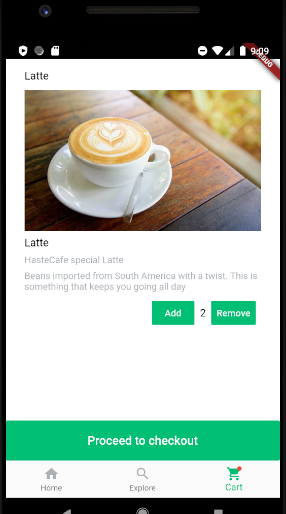 9:09
DEBUG
Latte
Latte
HasteCafe special Latte
Beans imported from South America with a twist. This is
something that keeps you going all day
Add 2 Remove
Proceed to checkout
Home Explore Cart